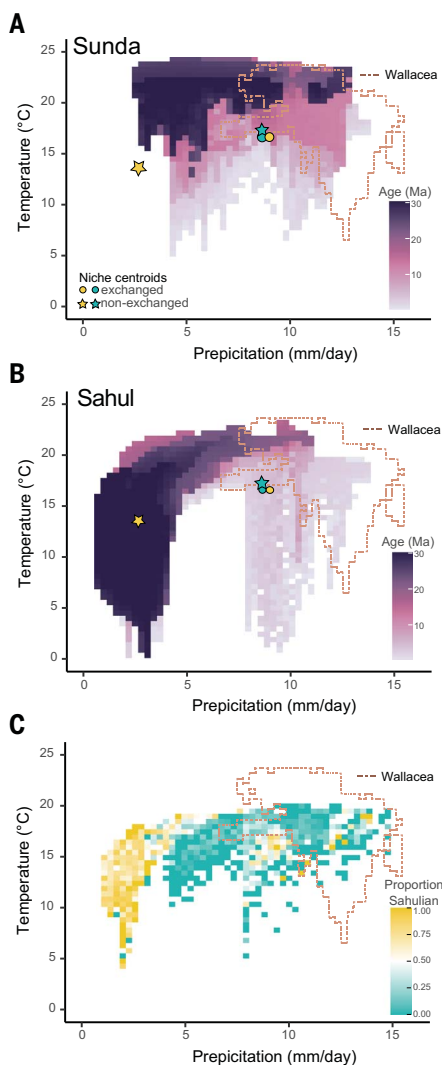 A
Sunda
25
20
15
10
5
0
Temperature (°C)
Wallacea
Age (Ma)
30
20
10
Niche centroids
exchanged
non-exchanged
0 5 10 15
Prepicitation (mm/day)
B
Sahul
25
20
15
10
5
0
Temperature (°C)
Wallacea
Age (Ma)
30
20
10
0 5 10 15
Prepicitation (mm/day)
C
25
20
15
10
5
0
Temperature (°C)
Wallacea
Proportion
Sahulian
1.00
0.75
0.50
0.25
0.00
0 5 10 15
Prepicitation (mm/day)